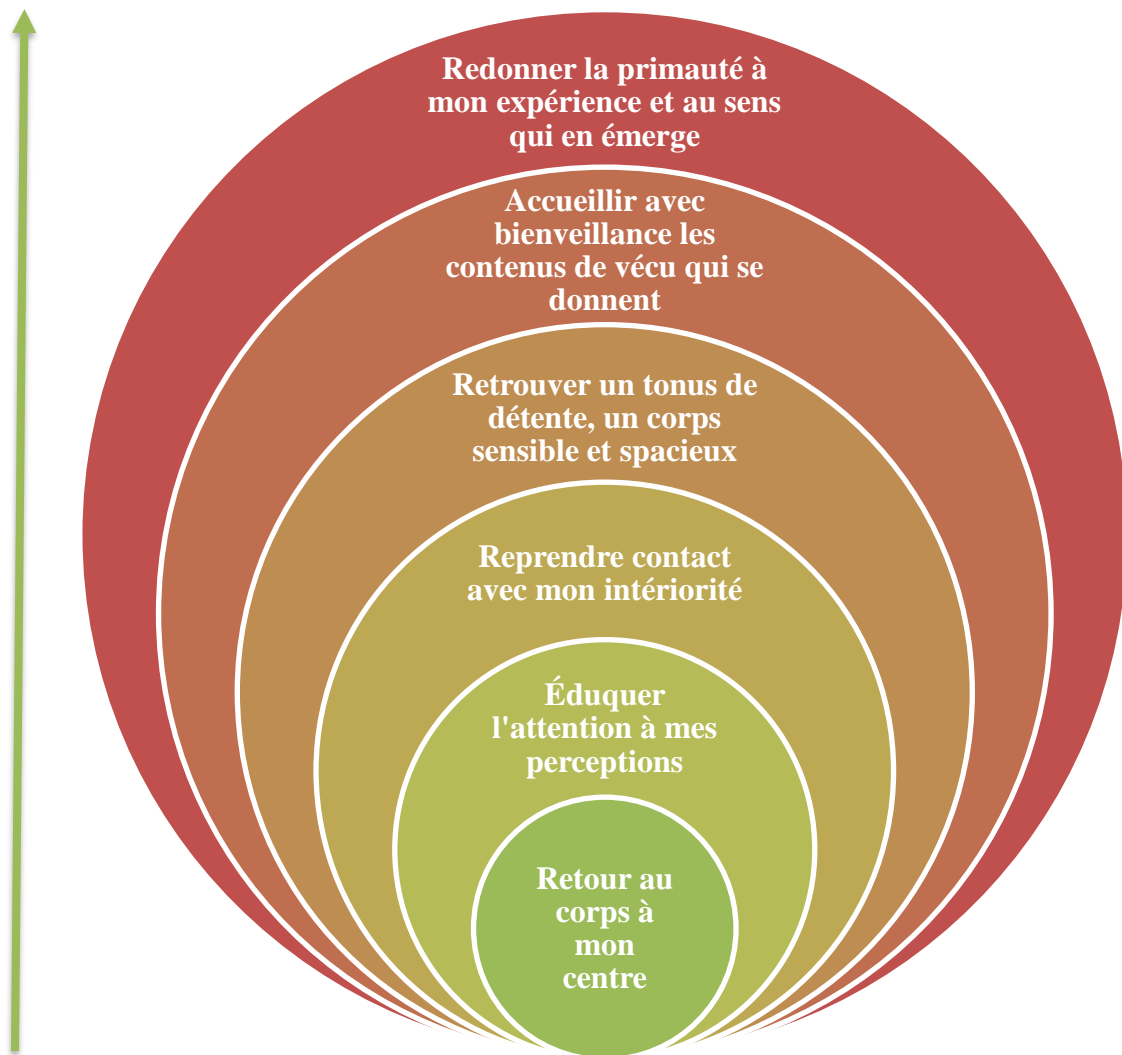 Redonner la primauté à
mon expérience et au sens
qui en émerge
Accueillir avec
bienveillance les
contenus de vécu qui se
donnent
Retrouver un tonus de
détente, un corps
sensible et spacieux
Reprendre contact
avec mon intériorité
Éduquer
l'attention à mes
perceptions
Retour au
corps à
mon
centre